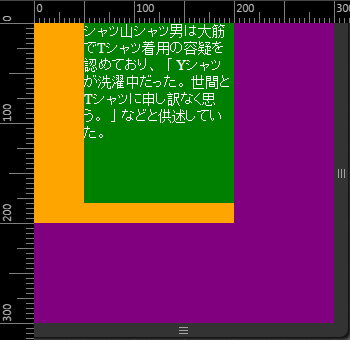 0 100 200 300
0
100
200
300
シャツ山シャツ男は大筋
でTシャツ着用の容疑を
認めており、「Yシャツ
が洗濯中だった。世間と
Tシャツに申し訳なく思
う。」などと供述してい
た。